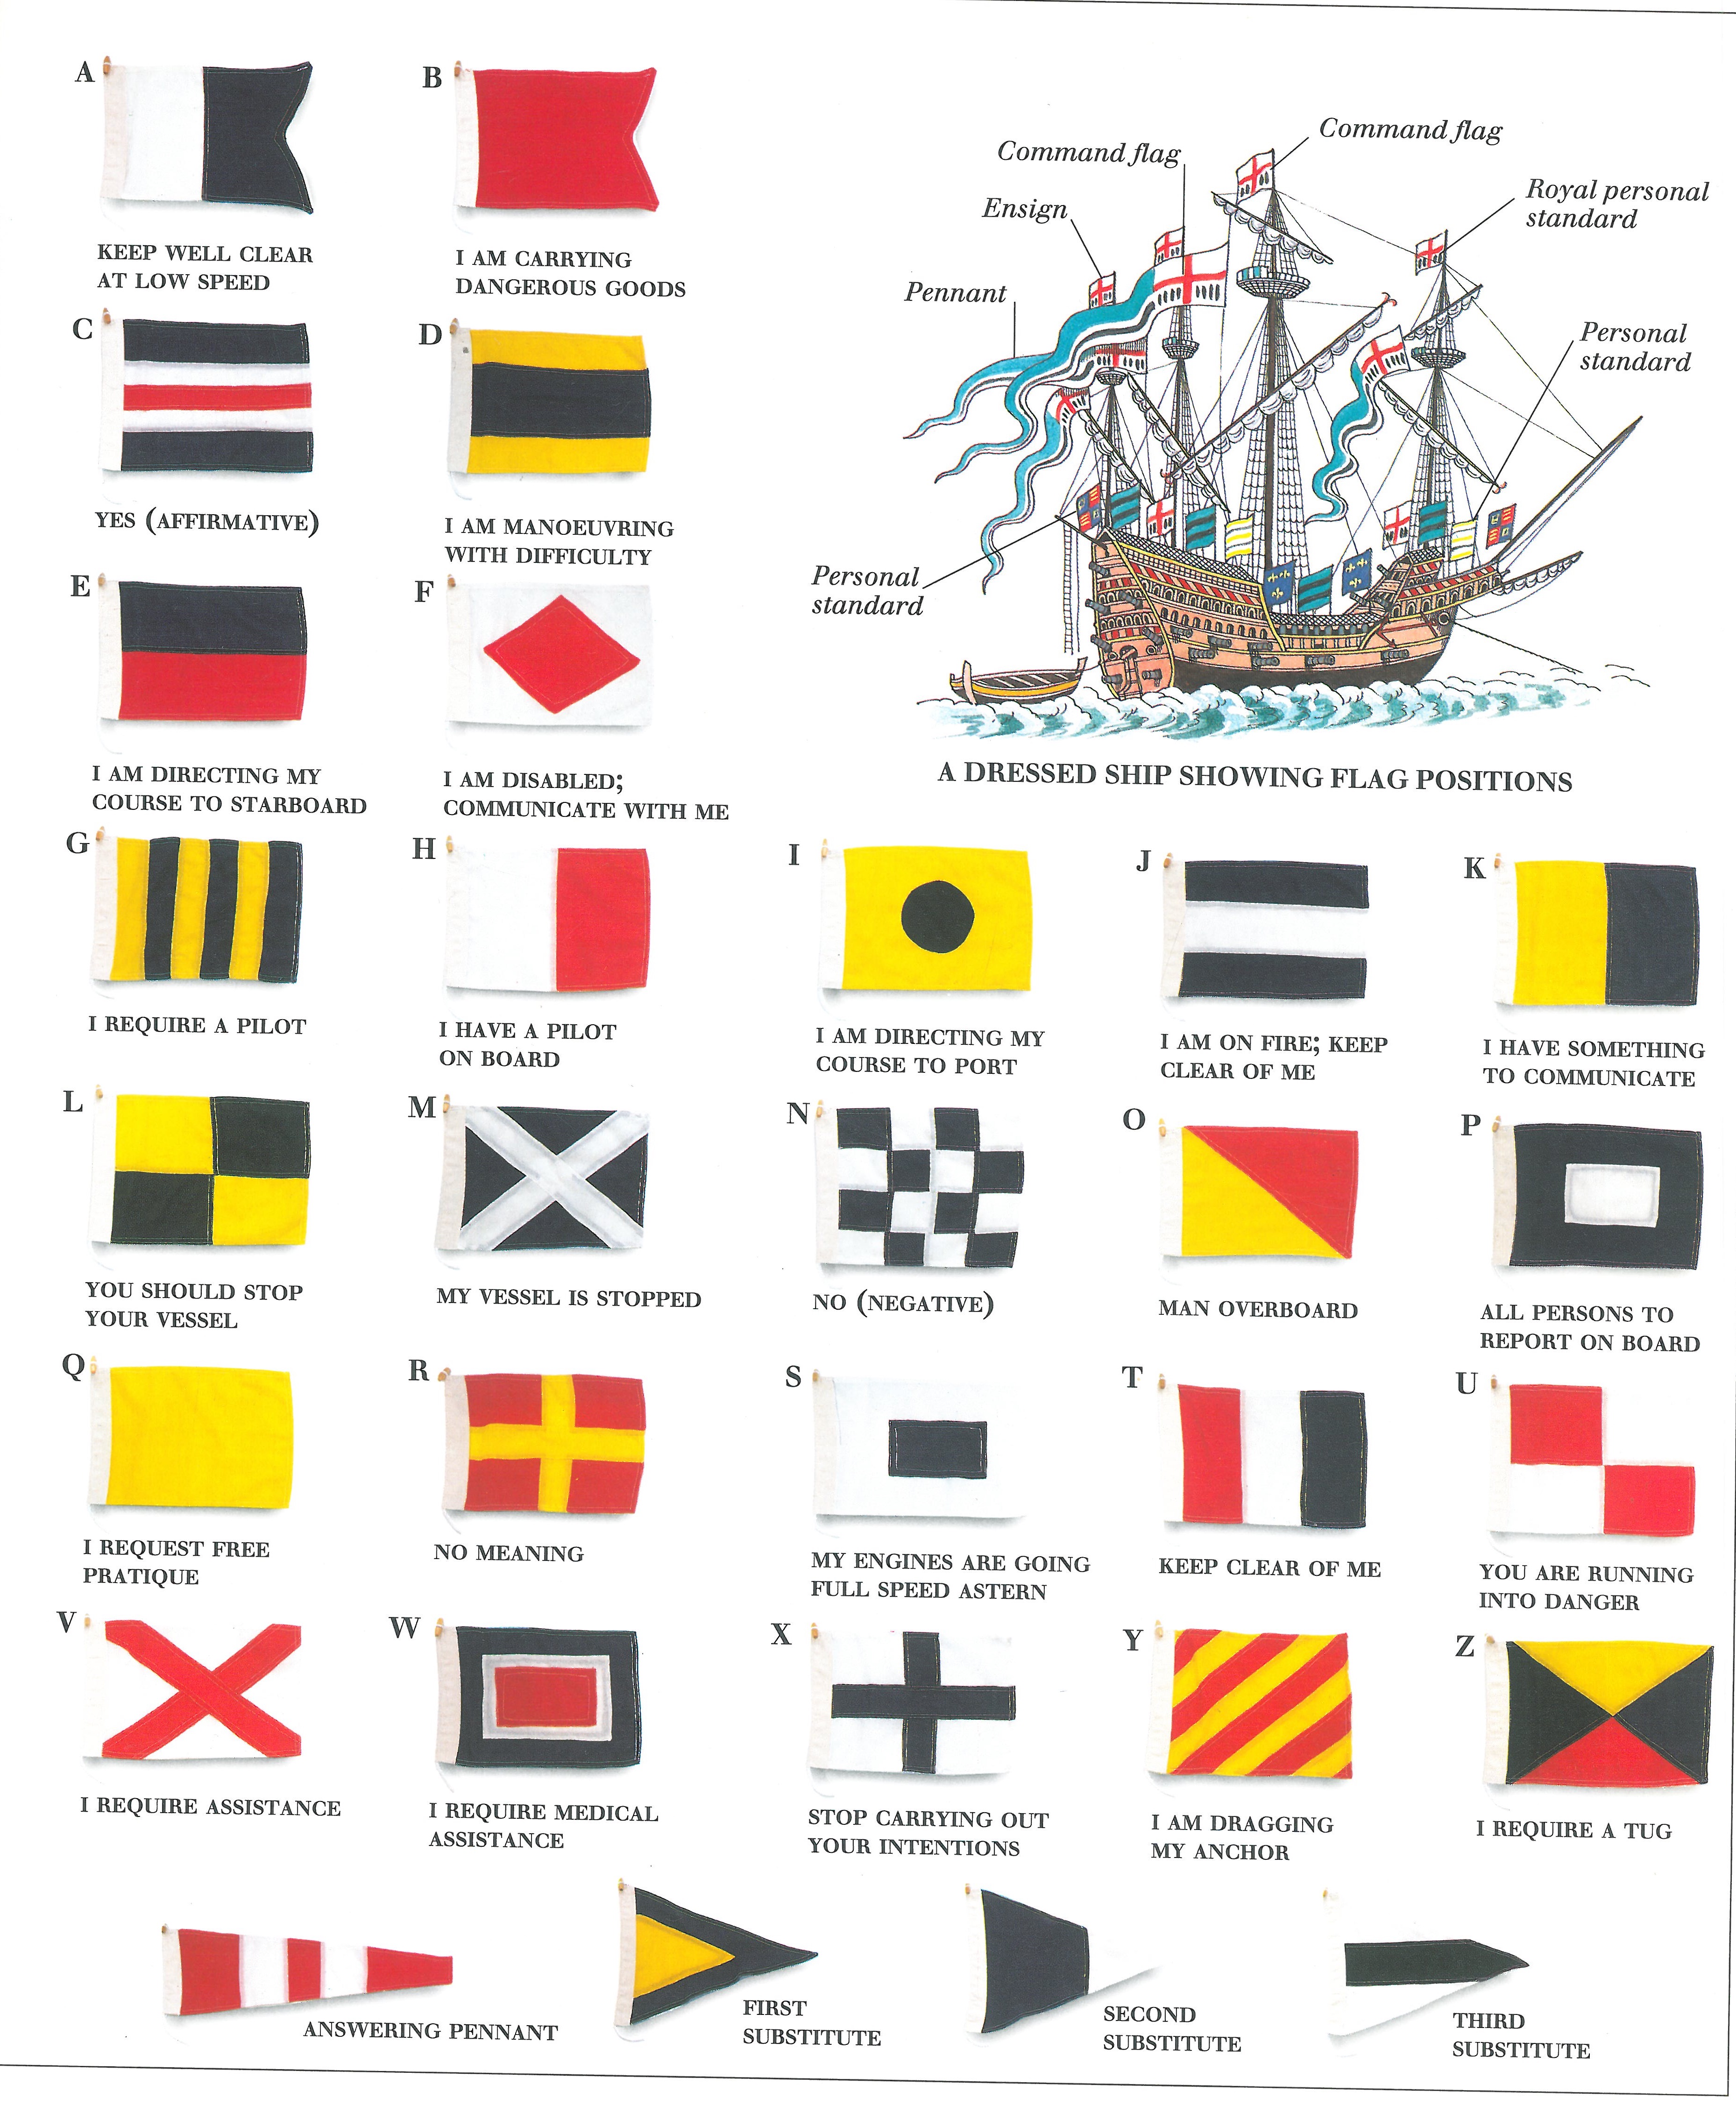 A
KEEP WELL CLEAR
AT LOW SPEED
B
I AM CARRYING
DANGEROUS GOODS
Command flag
Command flag
Ensign
Royal personal
standard
Pennant
Personal
standard
Personal
standard
A DRESSED SHIP SHOWING FLAG POSITIONS
C
YES (AFFIRMATIVE)
D
I AM MANOEUVRING
WITH DIFFICULTY
E
I AM DIRECTING MY
COURSE TO STARBOARD
F
I AM DISABLED;
COMMUNICATE WITH ME
G
I REQUIRE A PILOT
H
I HAVE A PILOT
ON BOARD
I
I AM DIRECTING MY
COURSE TO PORT
J
I AM ON FIRE; KEEP
CLEAR OF ME
K
I HAVE SOMETHING
TO COMMUNICATE
L
YOU SHOULD STOP
YOUR VESSEL
M
MY VESSEL IS STOPPED
N
NO (NEGATIVE)
O
MAN OVERBOARD
P
ALL PERSONS TO
REPORT ON BOARD
Q
I REQUEST FREE
PRATIQUE
R
NO MEANING
S
MY ENGINES ARE GOING
FULL SPEED ASTERN
T
KEEP CLEAR OF ME
U
YOU ARE RUNNING
INTO DANGER
V
I REQUIRE ASSISTANCE
W
I REQUIRE MEDICAL
ASSISTANCE
X
STOP CARRYING OUT
YOUR INTENTIONS
Y
I AM DRAGGING
MY ANCHOR
Z
I REQUIRE A TUG
ANSWERING PENNANT
FIRST
SUBSTITUTE
SECOND
SUBSTITUTE
THIRD
SUBSTITUTE